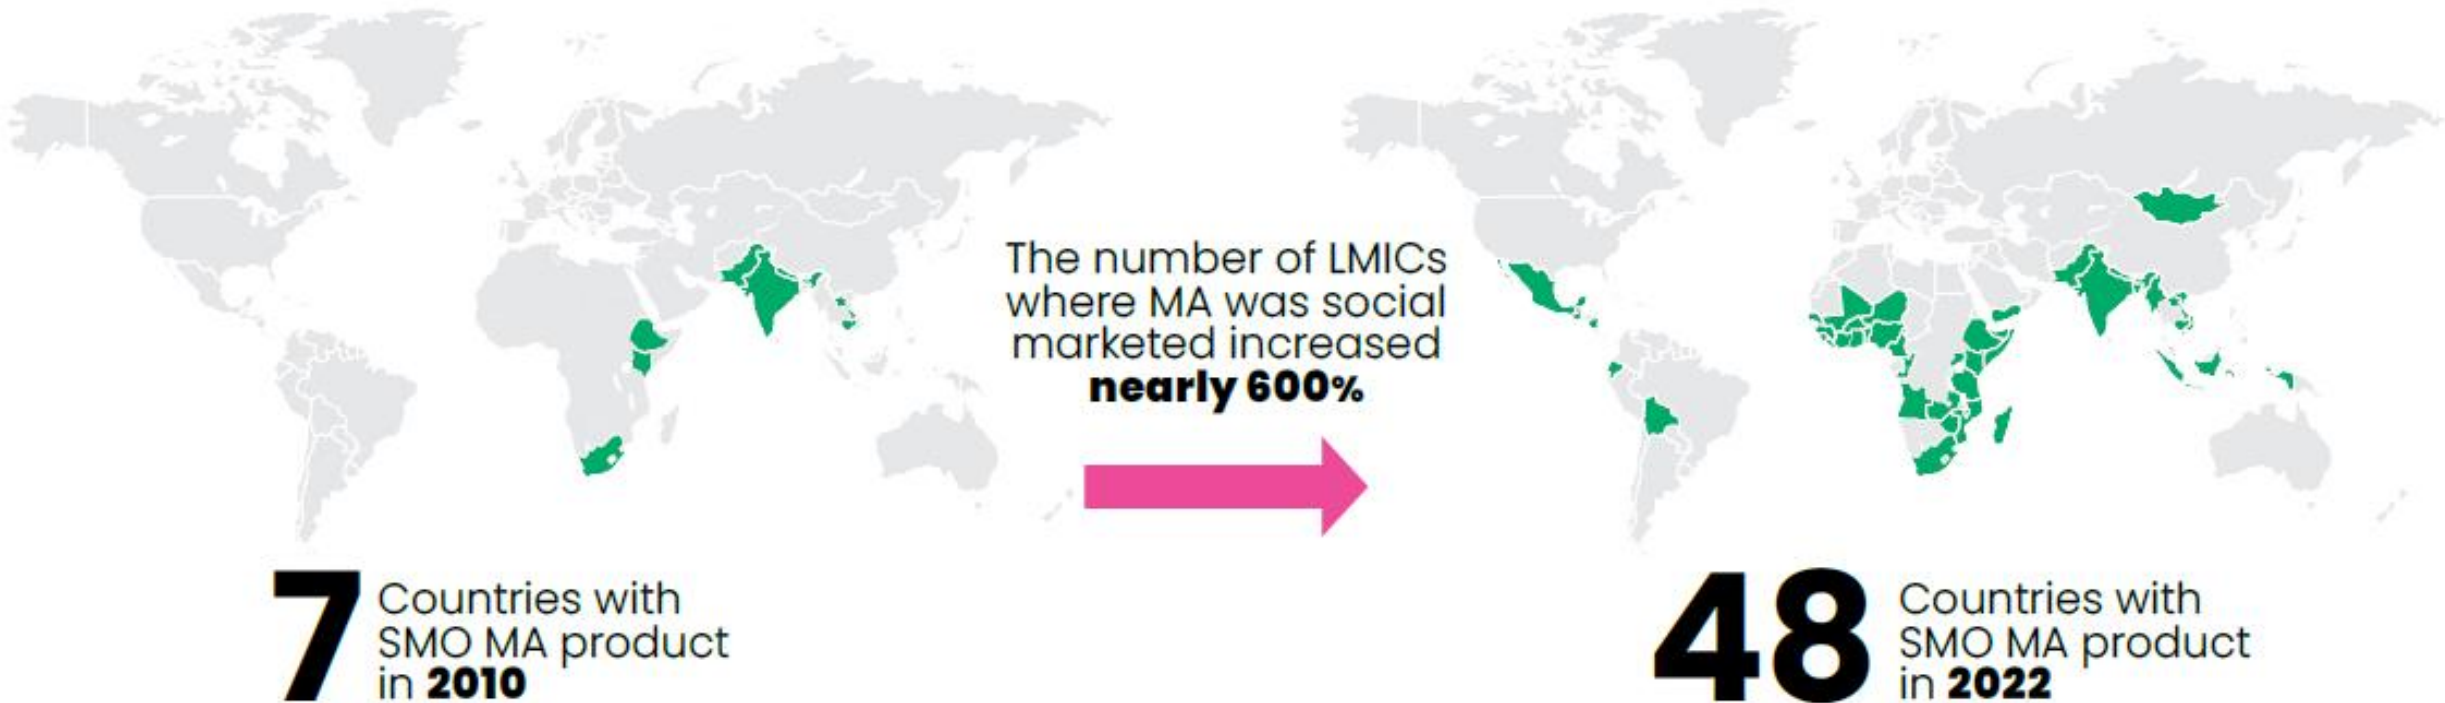 The number of LMICs
where MA was social
marketed increased
nearly 600%
7
Countries with
SMO MA product
in 2010
48
Countries with
SMO MA product
in 2022